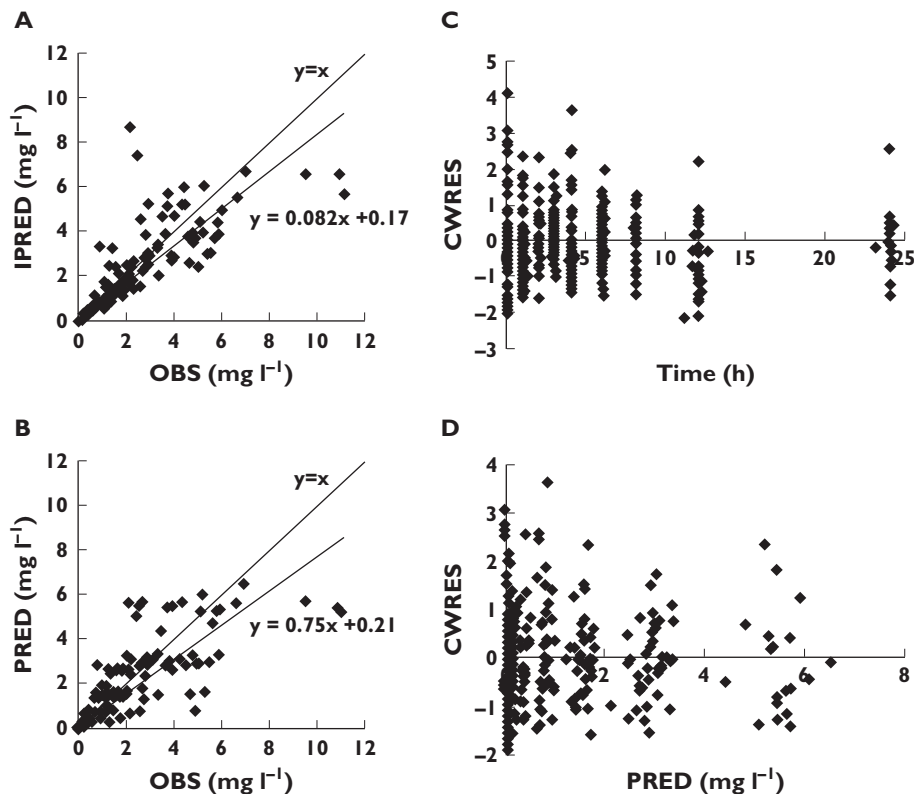 A
12
10
8
6
4
2
0
0 2 4 6 8 10 12
IPRED (mg l⁻¹)
OBS (mg l⁻¹)
y=x
y = 0.082x +0.17
B
12
10
8
6
4
2
0
0 2 4 6 8 10 12
PRED (mg l⁻¹)
OBS (mg l⁻¹)
y=x
y = 0.75x +0.21
C
5
4
3
2
1
0
–1
–2
–3
5 10 15 20 25
CWRES
Time (h)
D
4
3
2
1
0
–1
–2
2 4 6 8
CWRES
PRED (mg l⁻¹)